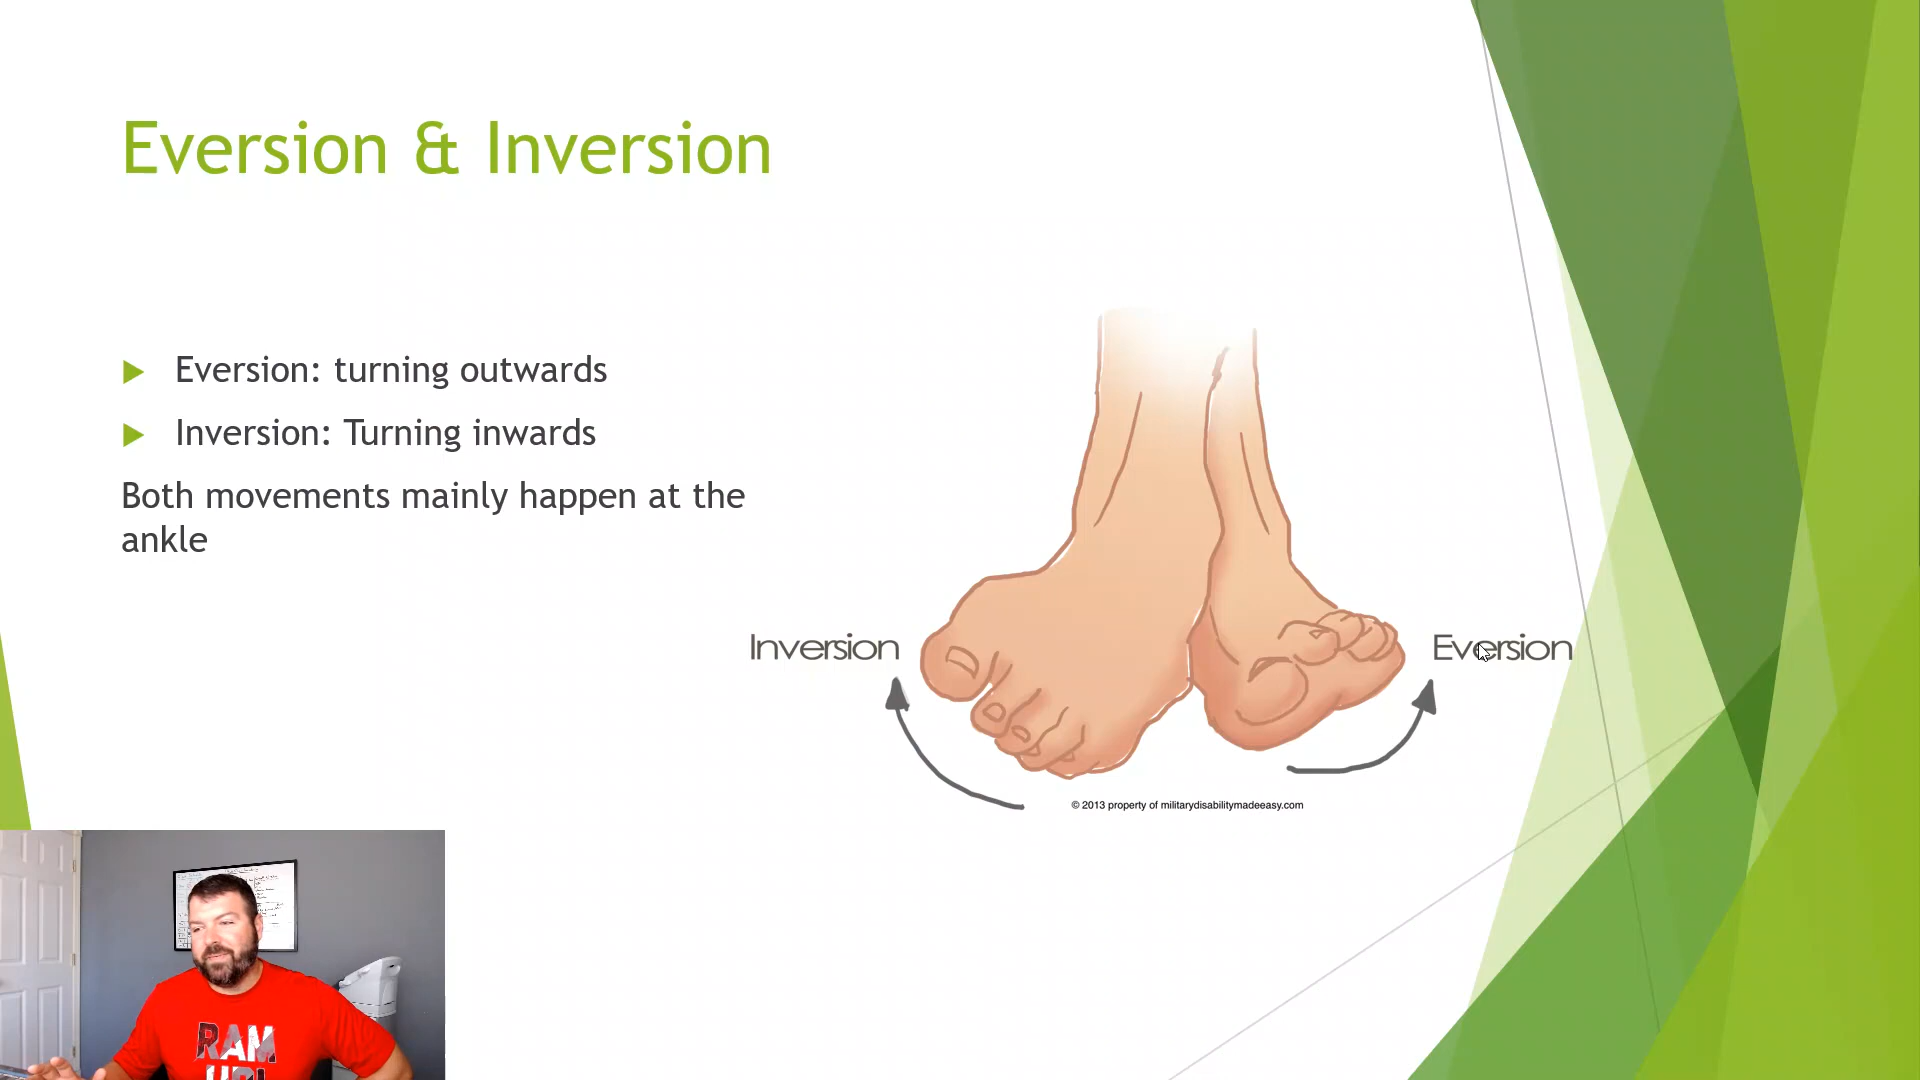 Eversion & Inversion
Eversion: turning outwards
Inversion: Turning inwards
Both movements mainly happen at the
ankle
Inversion
Eversion
© 2013 property of militarydisabilitymadeeasy.com
RAM